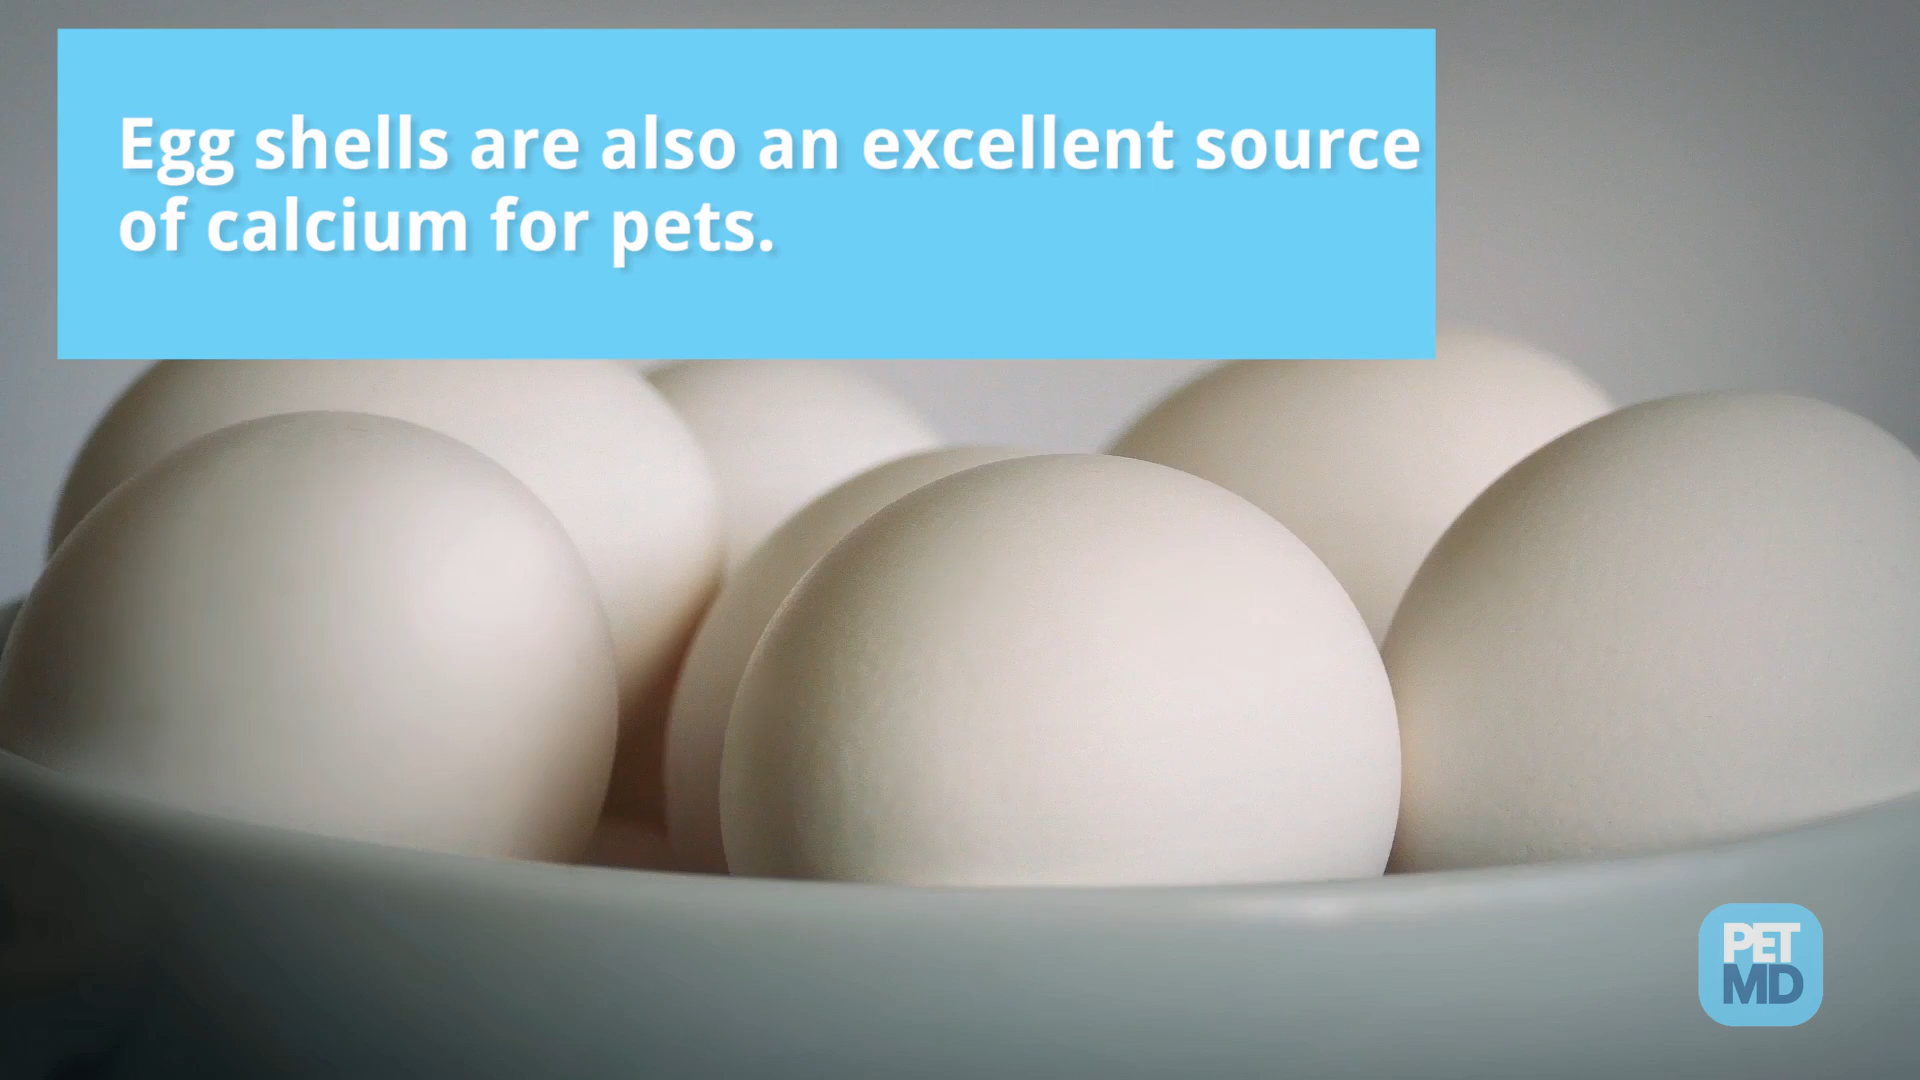 Egg shells are also an excellent source
of calcium for pets.
PET
MD